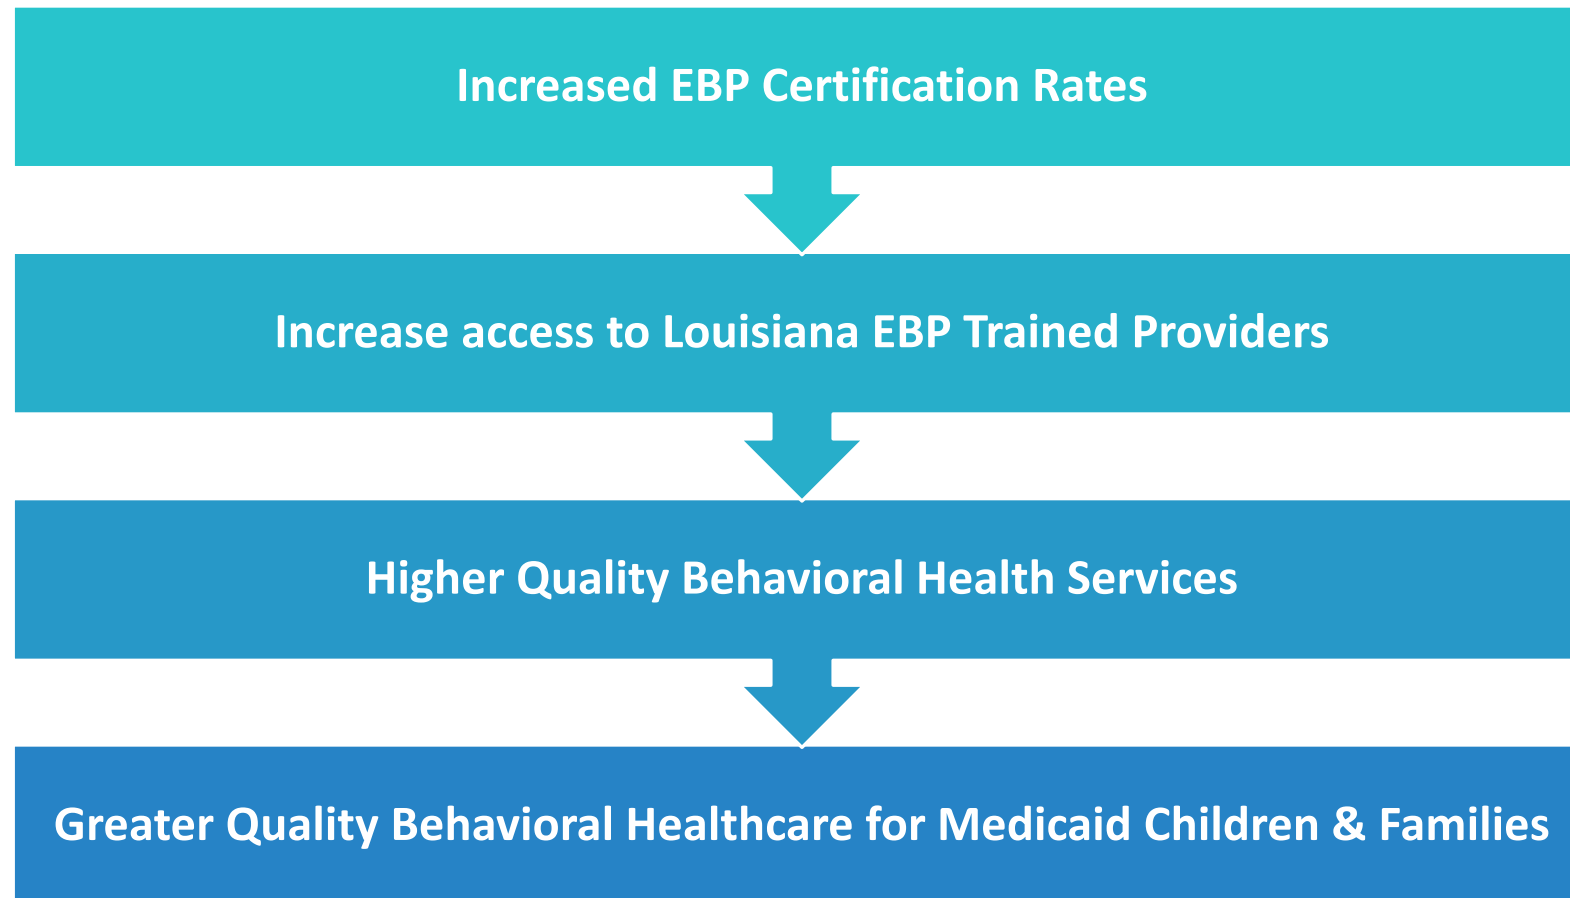 Increased EBP Certification Rates
Increase access to Louisiana EBP Trained Providers
Higher Quality Behavioral Health Services
Greater Quality Behavioral Healthcare for Medicaid Children & Families